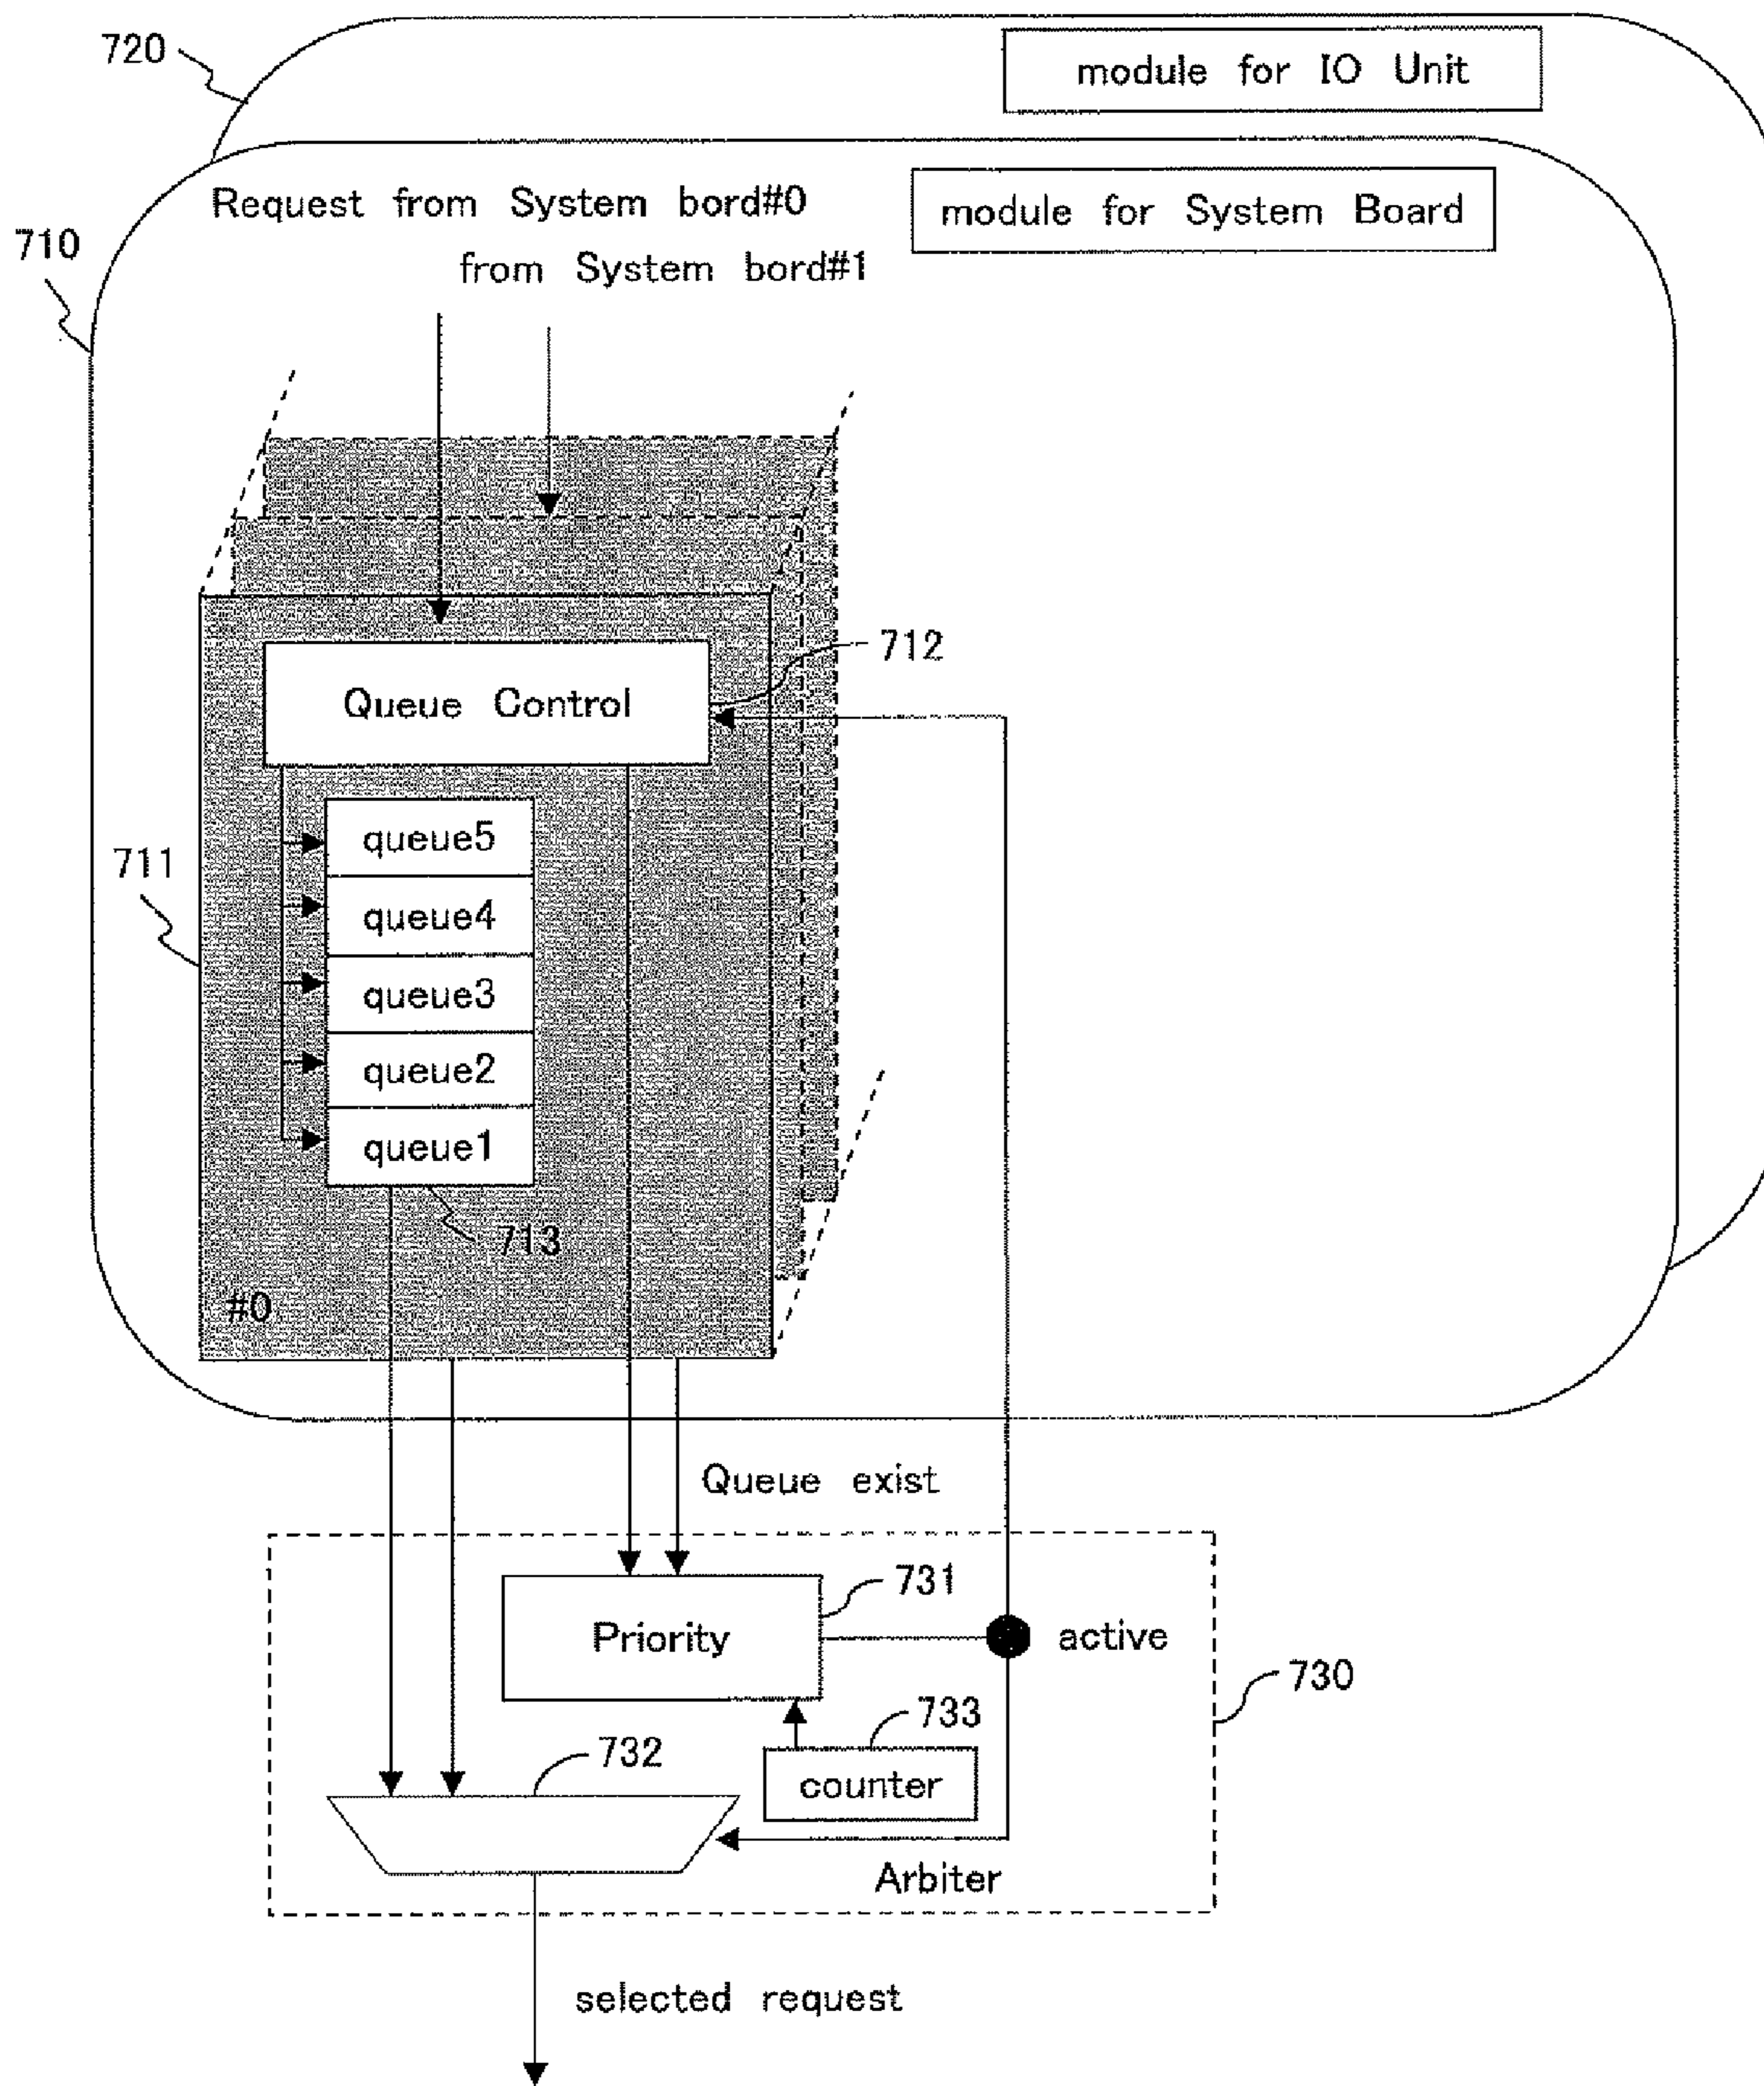 720
module for IO Unit
Request from System bord#0
module for System Board
710
from System bord#1
712
Queue Control
711
queue5
queue4
queue3
queue2
queue1
713
#0
Queue exist
731
Priority
active
730
733
732
counter
Arbiter
selected request